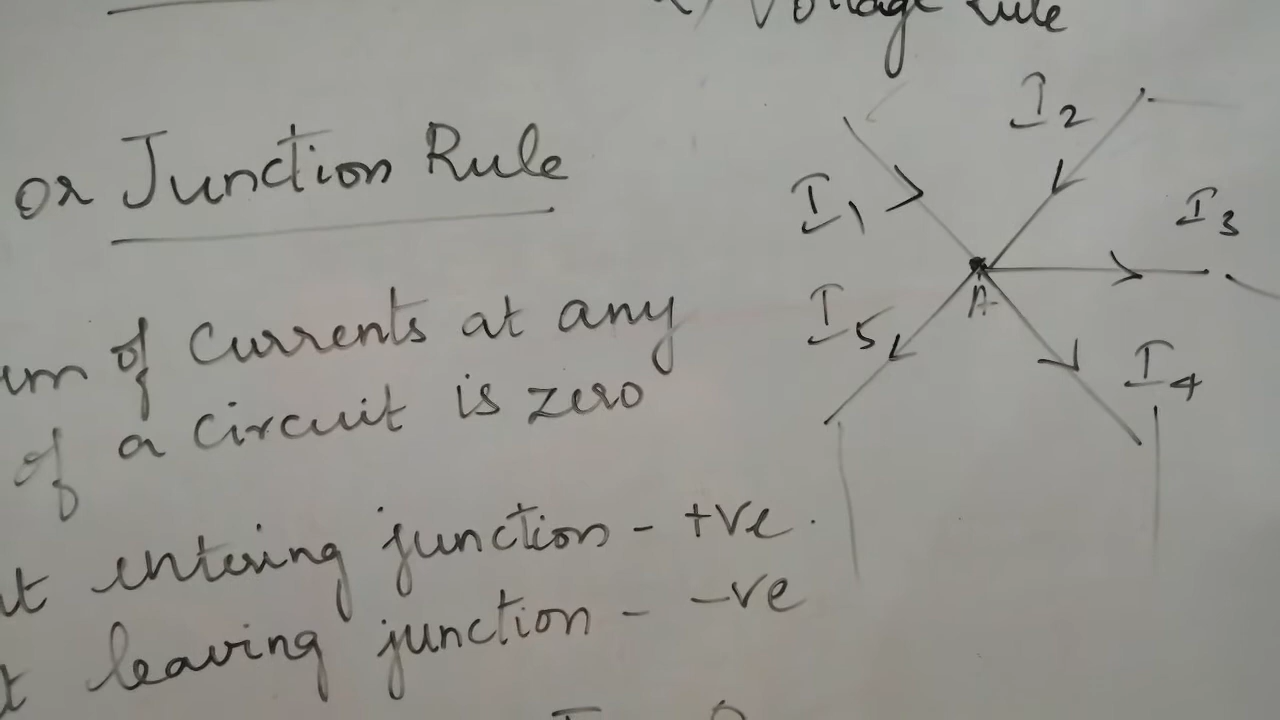 Voltage rule
or Junction Rule
of currents at any
of a circuit is zero
entering junction - +ve.
leaving junction - -ve
I1
I2
I3
A
I5
I4